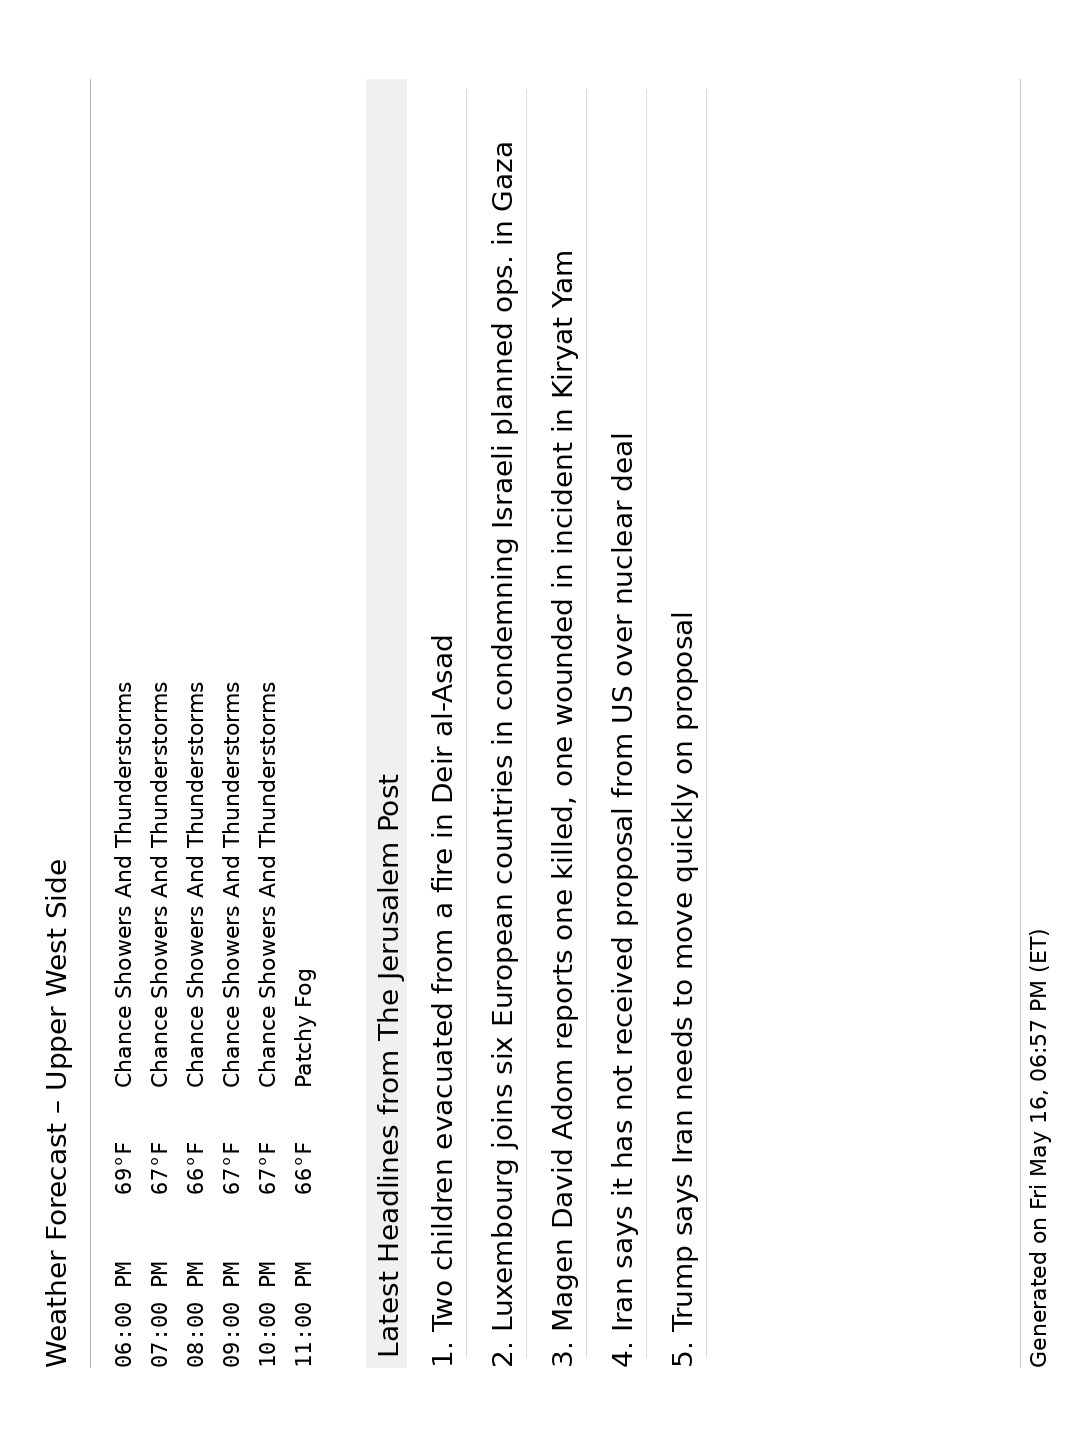 Weather Forecast – Upper West Side
06:00 PM 69°F Chance Showers And Thunderstorms
07:00 PM 67°F Chance Showers And Thunderstorms
08:00 PM 66°F Chance Showers And Thunderstorms
09:00 PM 67°F Chance Showers And Thunderstorms
10:00 PM 67°F Chance Showers And Thunderstorms
11:00 PM 66°F Patchy Fog
Latest Headlines from The Jerusalem Post
1. Two children evacuated from a fire in Deir al-Asad
2. Luxembourg joins six European countries in condemning Israeli planned ops. in Gaza
3. Magen David Adom reports one killed, one wounded in incident in Kiryat Yam
4. Iran says it has not received proposal from US over nuclear deal
5. Trump says Iran needs to move quickly on proposal
Generated on Fri May 16, 06:57 PM (ET)